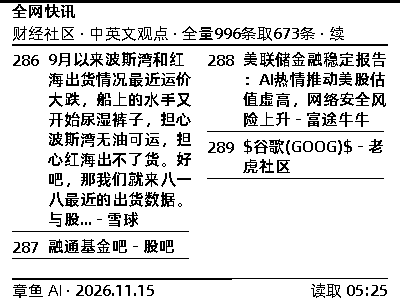 全网快讯
财经社区·中英文观点·全量996条取673条·续
286 9月以来波斯湾和红
海出货情况最近运价
大跌，船上的水手又
开始尿湿裤子，担心
波斯湾无油可运，担
心红海出不了货。好
吧，那我们就来八一
八最近的出货数据。
与股... - 雪球
287 融通基金吧 - 股吧
288 美联储金融稳定报告
：AI热情推动美股估
值虚高，网络安全风
险上升 - 富途牛牛
289 $谷歌(GOOG)$ - 老
虎社区
章鱼 AI · 2026.11.15
读取 05:25